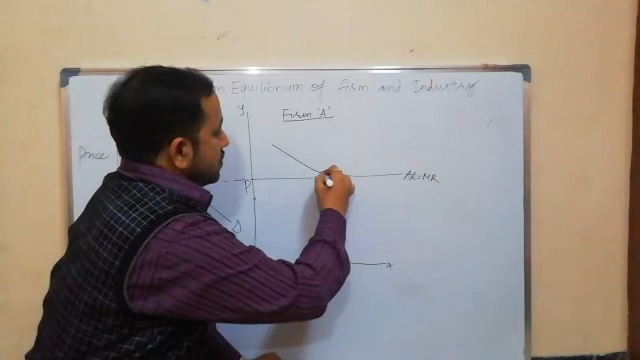 m Equilibrium of firm and Industry
y
Firm 'A'
Price
P
AR=MR
D
x